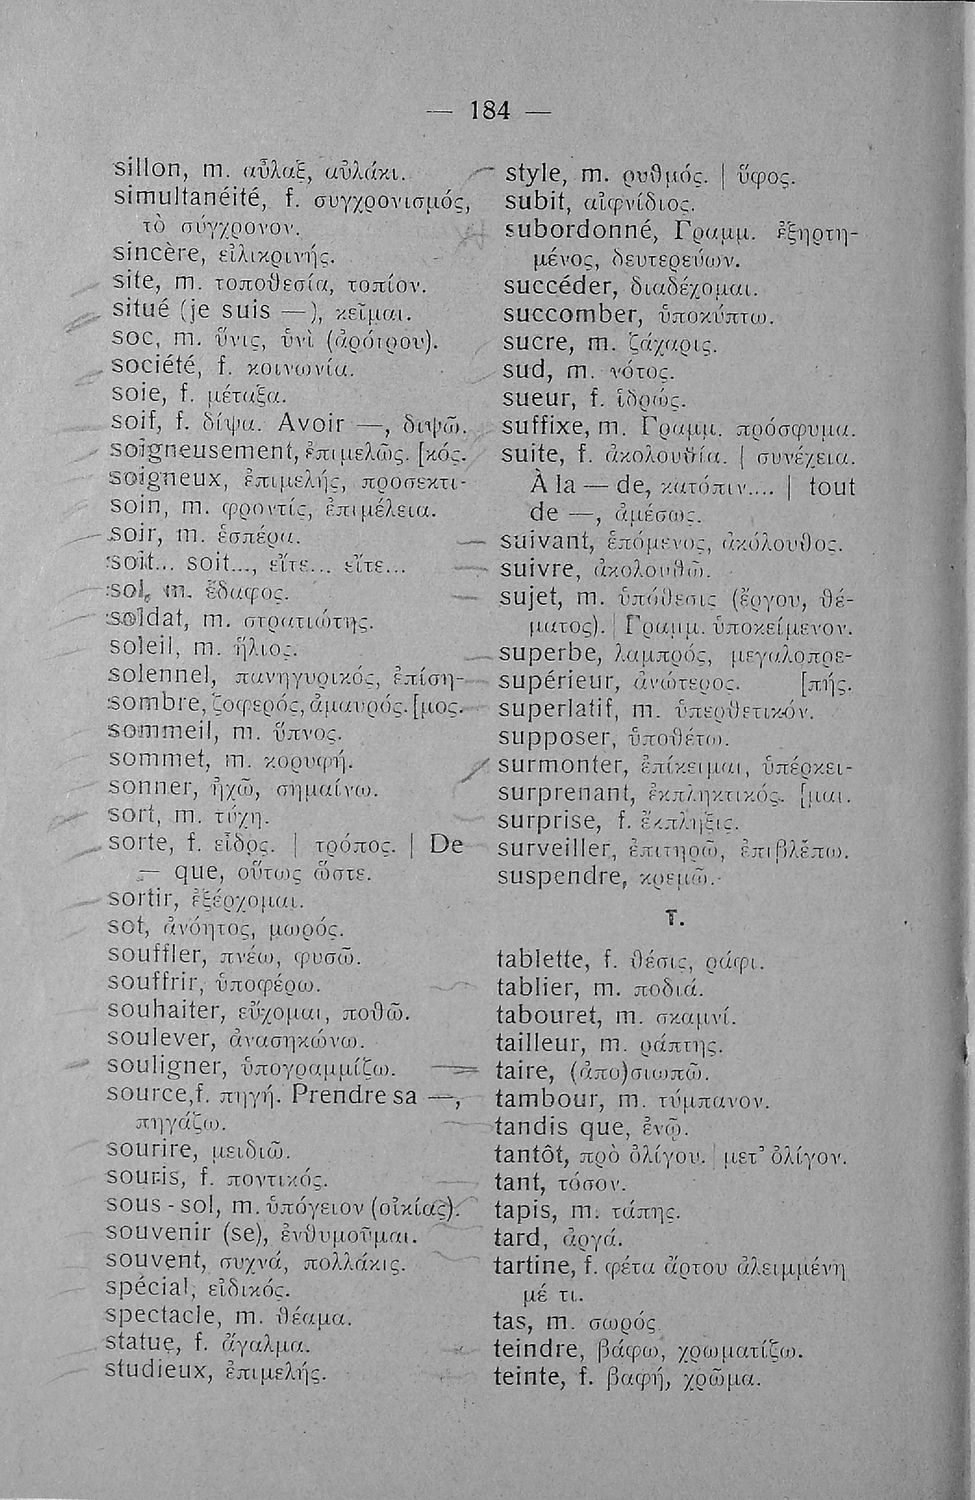 — 184 —
sillon, m. αὖλαξ, αὐλάκι.
simultanéité, f. συγχρονισμός,
τὸ σύγχρονον.
sincère, εἰλικρινής.
site, m. τοποθεσία, τοπίον.
situé (je suis —), κεῖμαι.
soc, m. ὕνις, ὑνὶ (ἀρότρου).
société, f. κοινωνία.
soie, f. μέταξα.
soif, f. δίψα. Avoir —, διψῶ.
soigneusement, ἐπιμελῶς. [κός.
soigneux, ἐπιμελής, προσεκτι-
soin, m. φροντίς, ἐπιμέλεια.
soir, m. ἑσπέρα.
soit... soit..., εἴτε... εἴτε...
sol, m. ἔδαφος.
soldat, m. στρατιώτης.
soleil, m. ἥλιος.
solennel, πανηγυρικός, ἐπίση-
sombre, ζοφερός, ἀμαυρός. [μος.
sommeil, m. ὕπνος.
sommet, m. κορυφή.
sonner, ἠχῶ, σημαίνω.
sort, m. τύχη.
sorte, f. εἶδος. | τρόπος. | De
— que, οὕτως ὥστε.
sortir, ἐξέρχομαι.
sot, ἀνόητος, μωρός.
souffler, πνέω, φυσῶ.
souffrir, ὑποφέρω.
souhaiter, εὔχομαι, ποθῶ.
soulever, ἀνασηκώνω.
souligner, ὑπογραμμίζω.
source, f. πηγή. Prendre sa —,
πηγάζω.
sourire, μειδιῶ.
souris, f. ποντικός.
sous - sol, m. ὑπόγειον (οἰκίας).
souvenir (se), ἐνθυμοῦμαι.
souvent, συχνά, πολλάκις.
spécial, εἰδικός.
spectacle, m. θέαμα.
statue, f. ἄγαλμα.
studieux, ἐπιμελής.
style, m. ρυθμός. | ὕφος.
subit, αἰφνίδιος.
subordonné, Γραμμ. ἐξηρτη-
μένος, δευτερεύων.
succéder, διαδέχομαι.
succomber, ὑποκύπτω.
sucre, m. ζάχαρις.
sud, m. νότος.
sueur, f. ἱδρώς.
suffixe, m. Γραμμ. πρόσφυμα.
suite, f. ἀκολουθία. | συνέχεια.
À la — de, κατόπιν.... | tout
de —, ἀμέσως.
suivant, ἑπόμενος, ἀκόλουθος.
suivre, ἀκολουθῶ.
sujet, m. ὑπόθεσις (ἔργου, θέ-
ματος). | Γραμμ. ὑποκείμενον.
superbe, λαμπρός, μεγαλοπρε-
supérieur, ἀνώτερος. [πής.
superlatif, m. ὑπερθετικόν.
supposer, ὑποθέτω.
surmonter, ἐπίκειμαι, ὑπέρκει-
surprenant, ἐκπληκτικός. [μαι.
surprise, f. ἔκπληξις.
surveiller, ἐπιτηρῶ, ἐπιβλέπω.
suspendre, κρεμῶ.
T.
tablette, f. θέσις, ράφι.
tablier, m. ποδιά.
tabouret, m. σκαμνί.
tailleur, m. ράπτης.
taire, (ἀπο)σιωπῶ.
tambour, m. τύμπανον.
tandis que, ἐνῷ.
tantôt, πρὸ ὀλίγου. | μετ' ὀλίγον.
tant, τόσον.
tapis, m. τάπης.
tard, ἀργά.
tartine, f. φέτα ἄρτου ἀλειμμένη
μέ τι.
tas, m. σωρός
teindre, βάφω, χρωματίζω.
teinte, f. βαφή, χρῶμα.